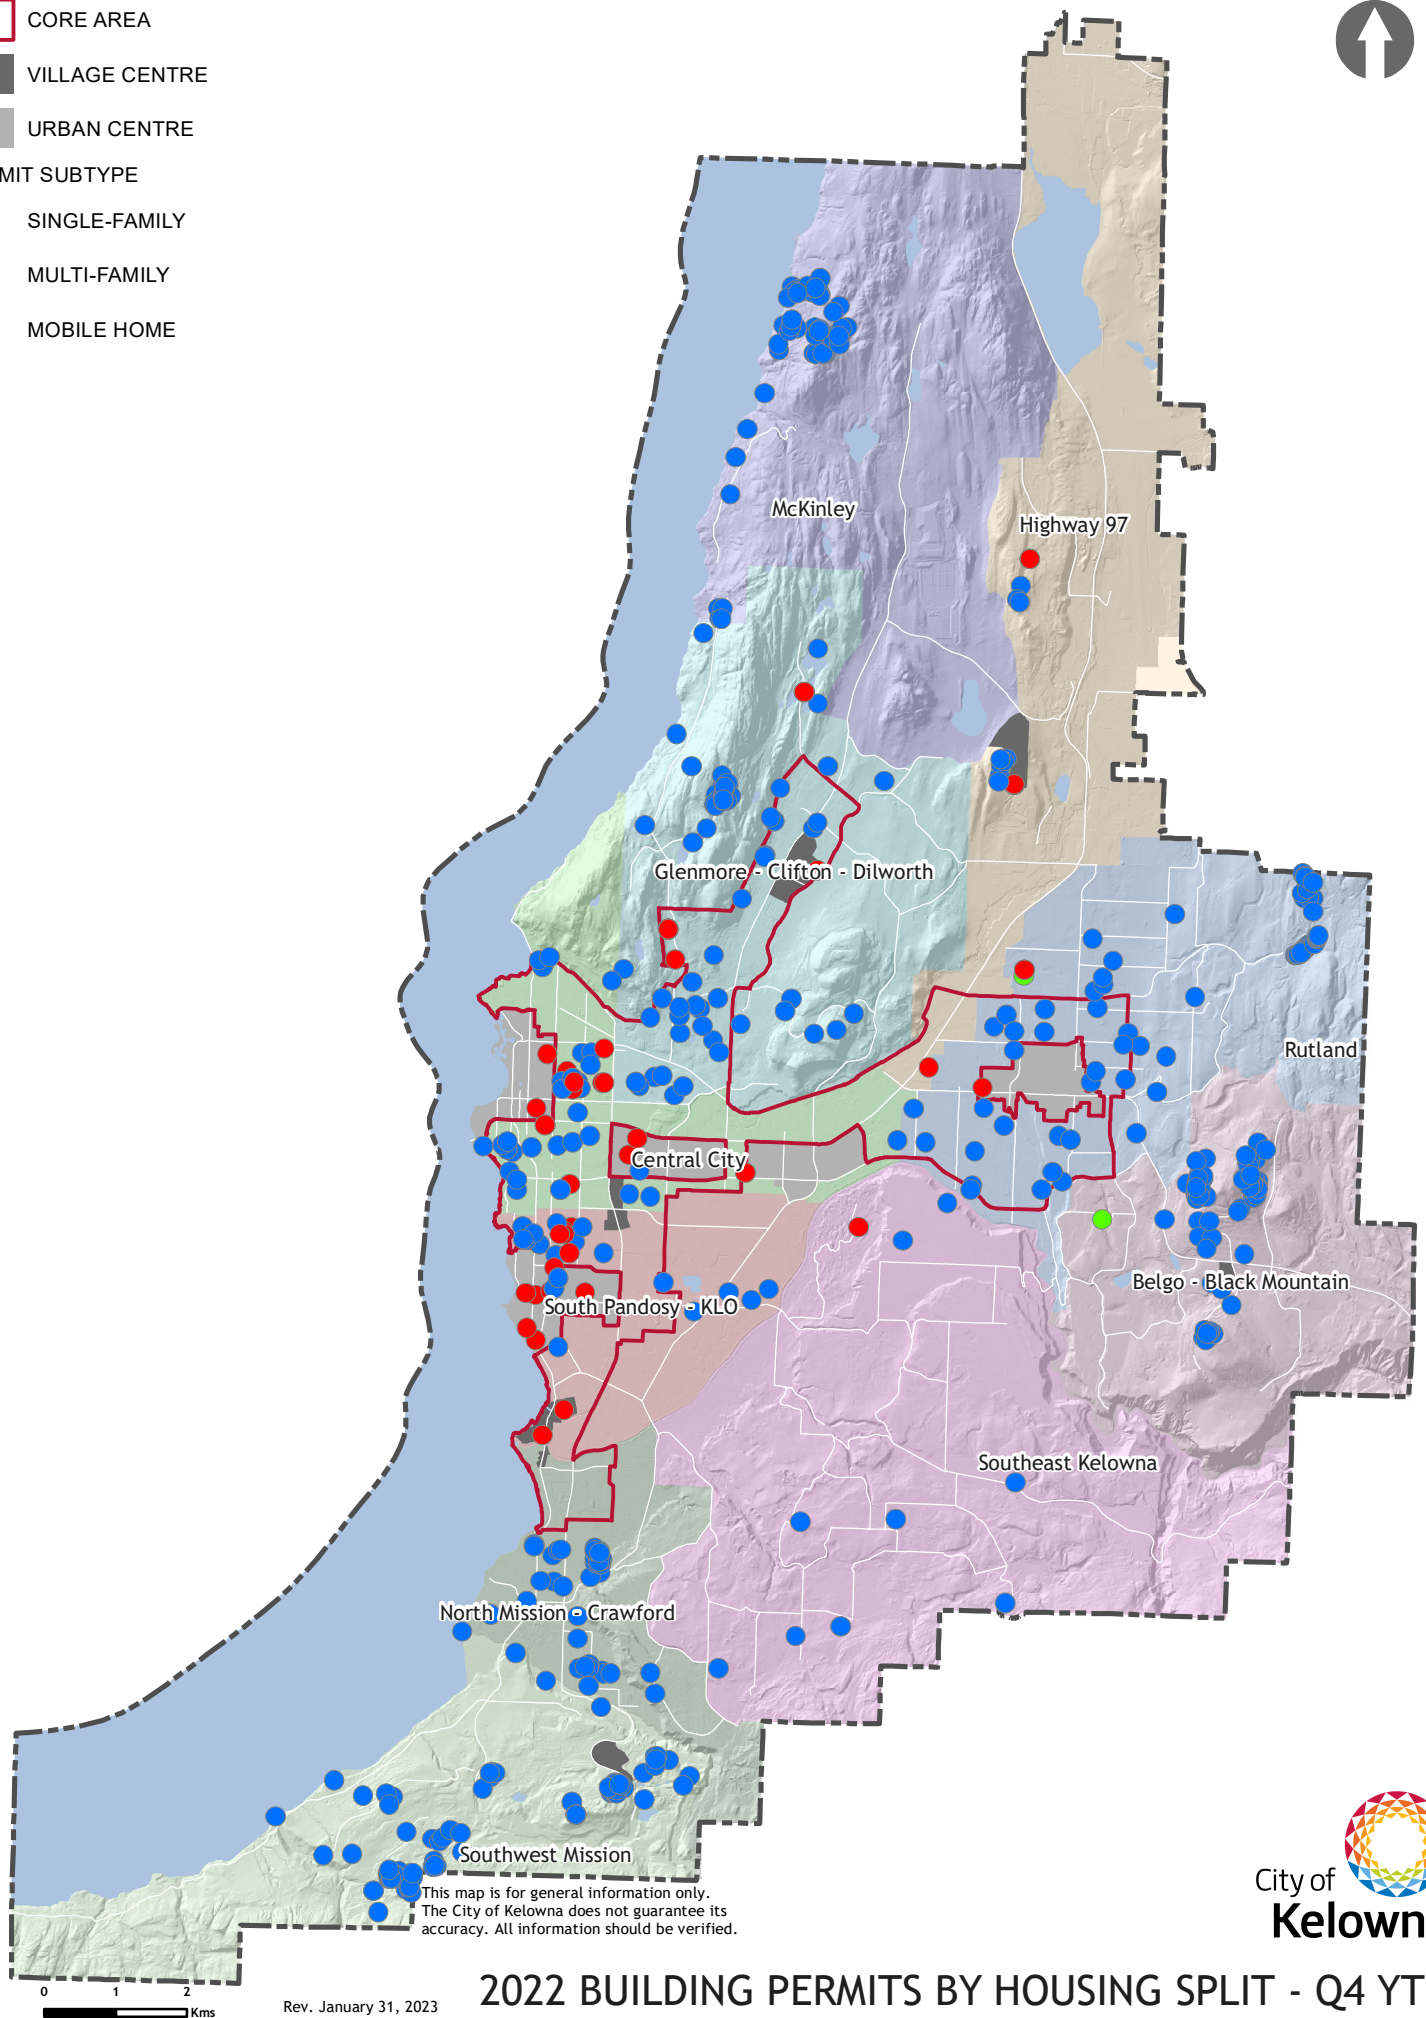 CORE AREA
VILLAGE CENTRE
URBAN CENTRE
MIT SUBTYPE
SINGLE-FAMILY
MULTI-FAMILY
MOBILE HOME
McKinley
Highway 97
Glenmore - Clifton - Dilworth
Rutland
Central City
Belgo - Black Mountain
South Pandosy - KLO
Southeast Kelowna
North Mission - Crawford
Southwest Mission
This map is for general information only.
The City of Kelowna does not guarantee its
accuracy. All information should be verified.
City of
Kelown
0 1 2
Kms
Rev. January 31, 2023
2022 BUILDING PERMITS BY HOUSING SPLIT - Q4 YT